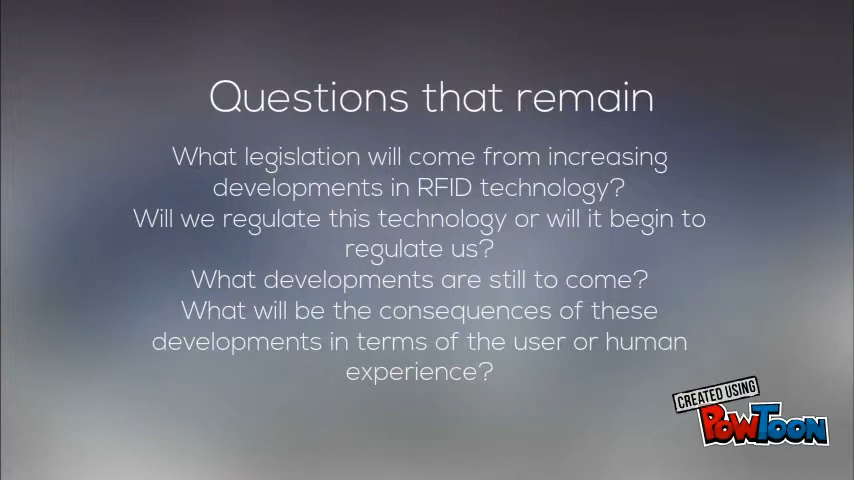 Questions that remain
What legislation will come from increasing
developments in RFID technology?
Will we regulate this technology or will it begin to
regulate us?
What developments are still to come?
What will be the consequences of these
developments in terms of the user or human
experience?
CREATED USING
POWTOON